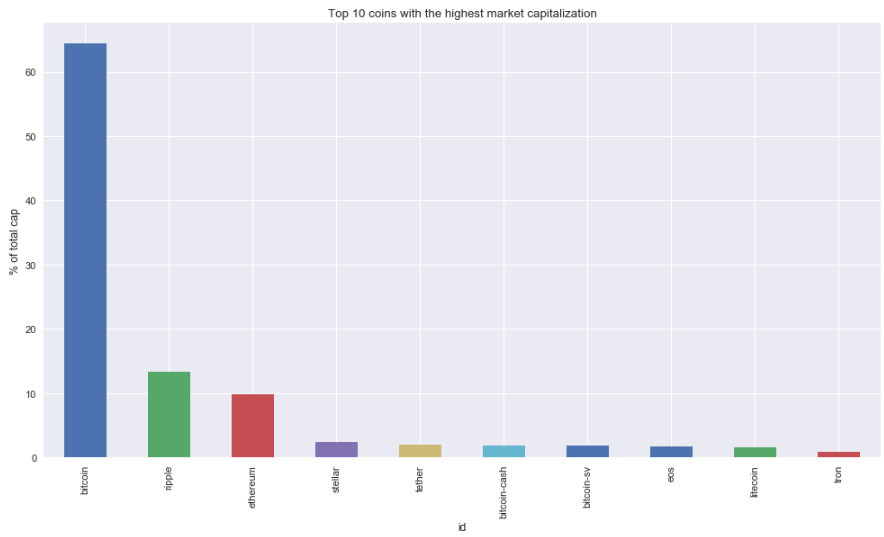 Top 10 coins with the highest market capitalization
% of total cap
60
50
40
30
20
10
0
bitcoin
ripple
ethereum
stellar
tether
bitcoin-cash
bitcoin-sv
eos
litecoin
tron
id